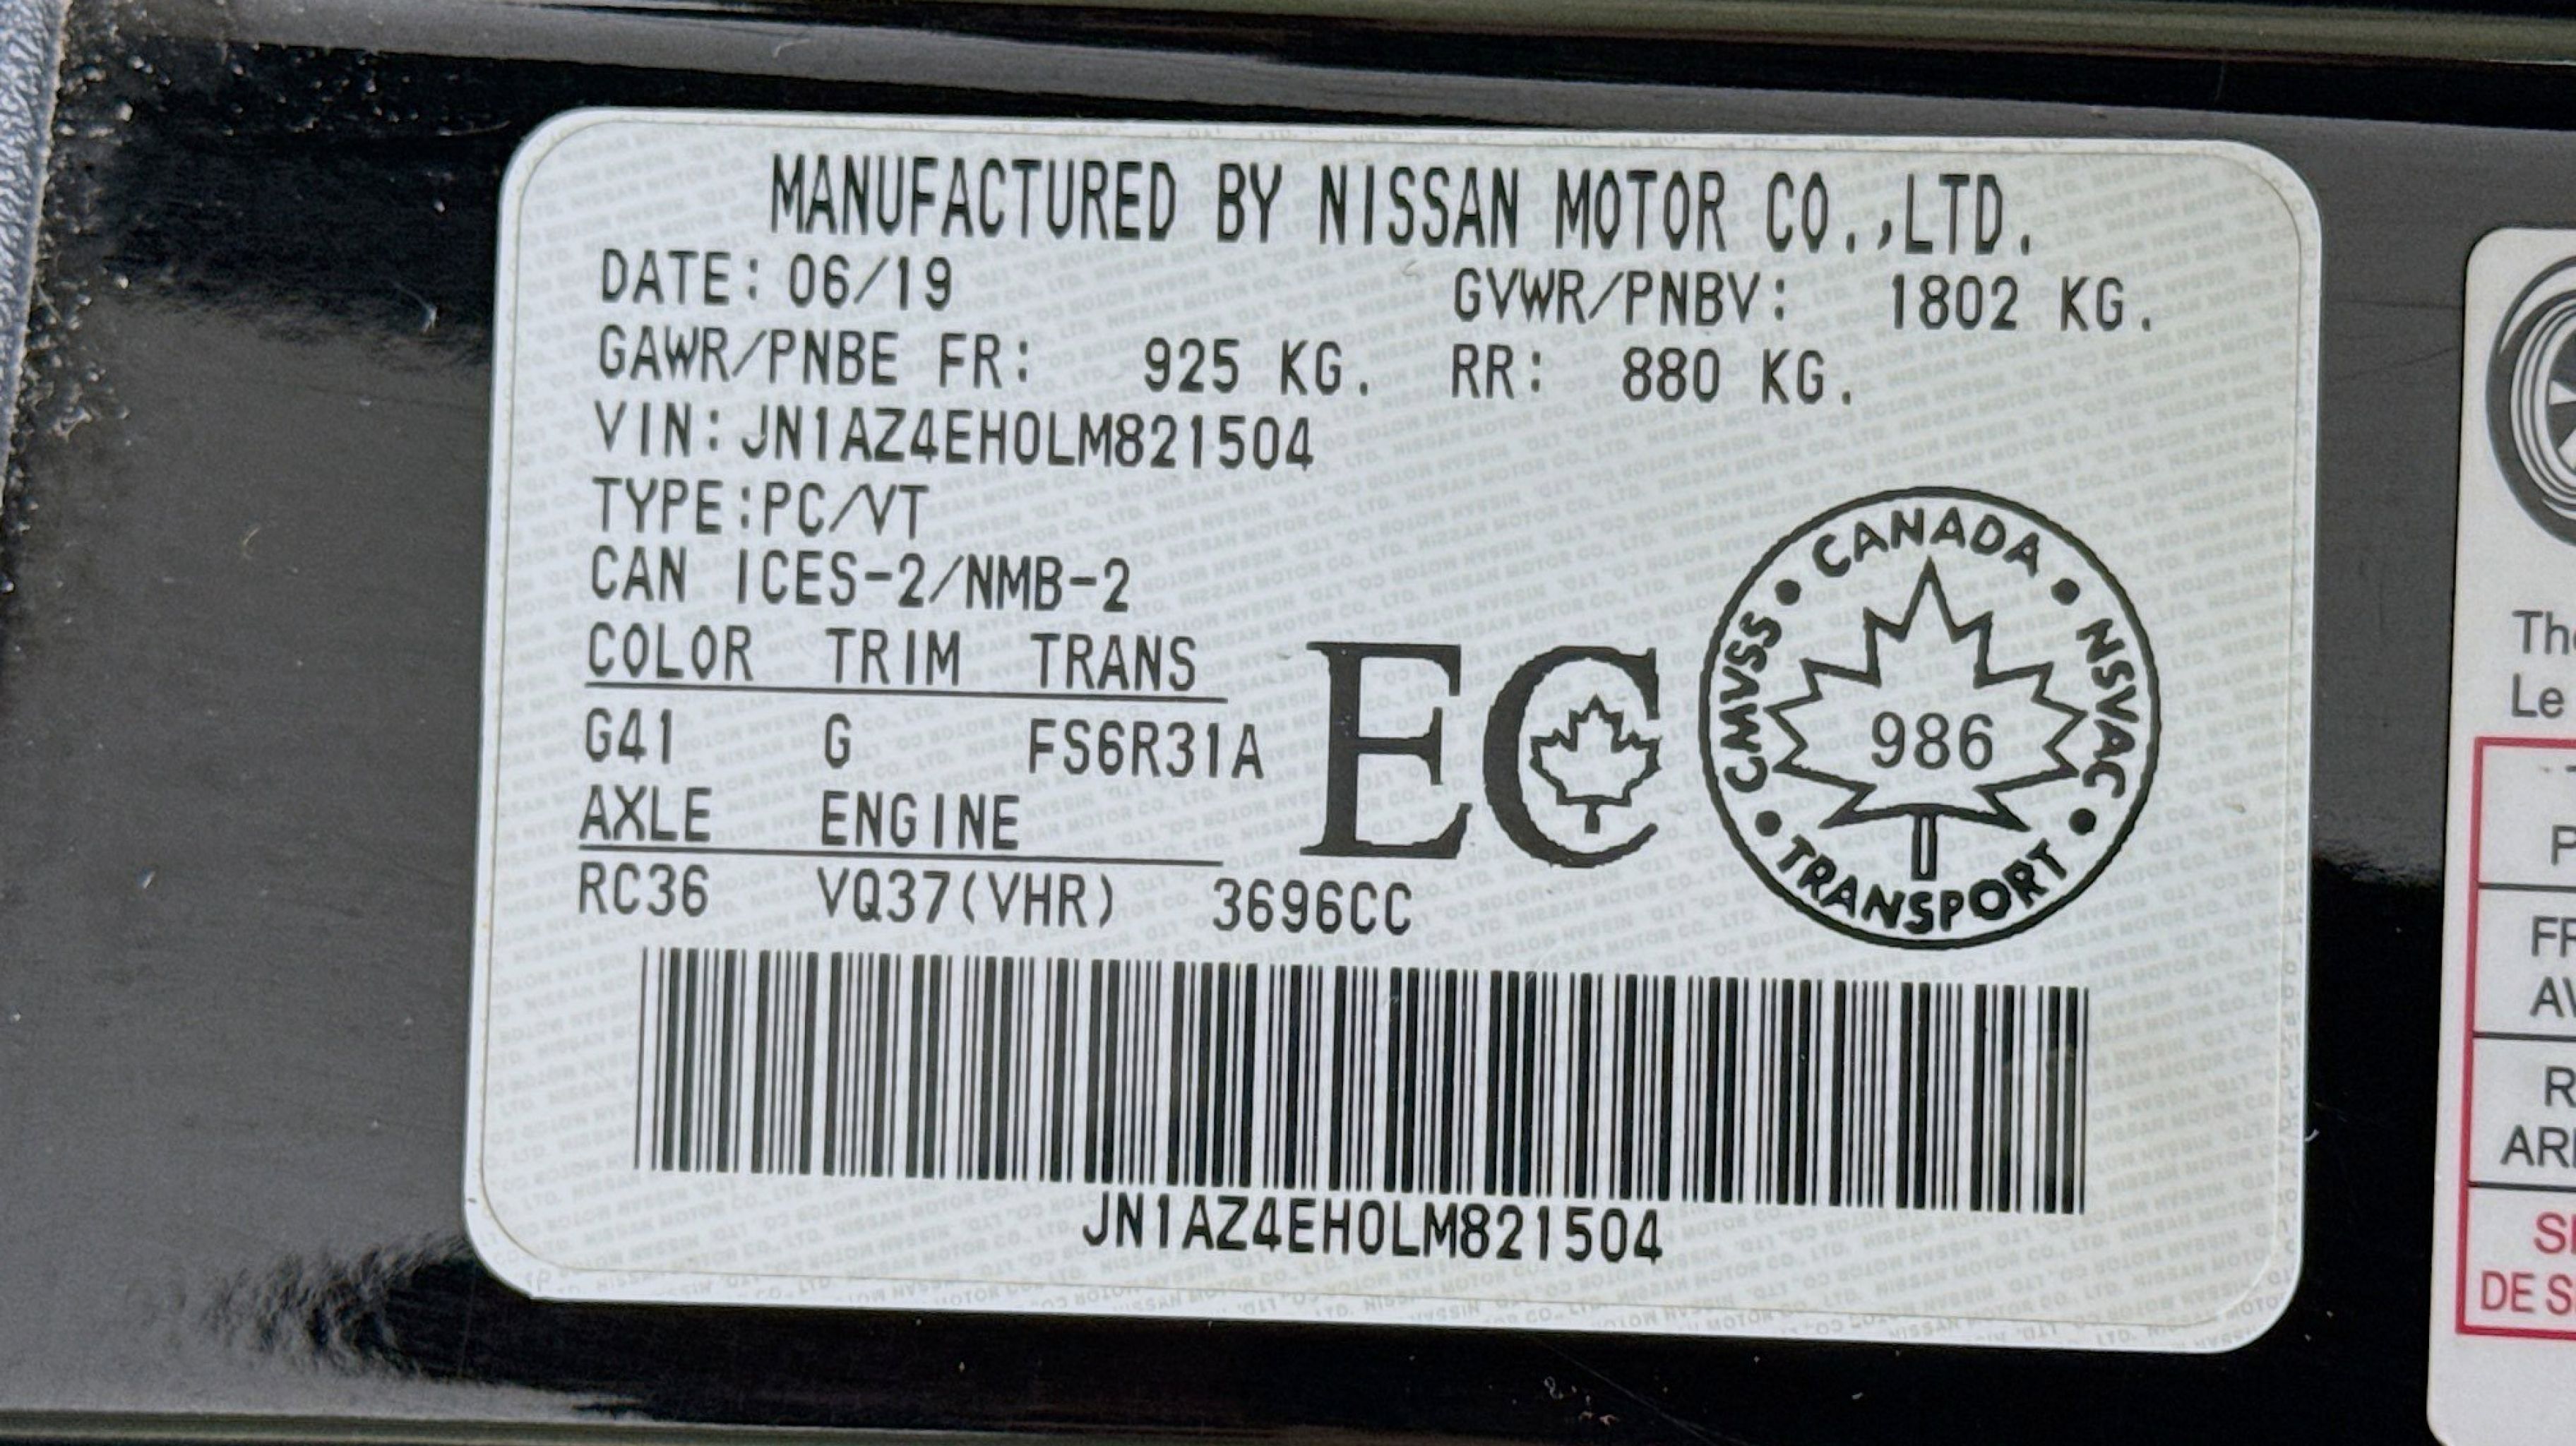 MANUFACTURED BY NISSAN MOTOR CO.,LTD.
DATE: 06/19 GVWR/PNBV: 1802 KG.
GAWR/PNBE FR: 925 KG. RR: 880 KG.
VIN:JN1AZ4EH0LM821504
TYPE:PC/VT
CAN ICES-2/NMB-2
COLOR TRIM TRANS
G41 G FS6R31A
AXLE ENGINE
RC36 VQ37(VHR) 3696CC
EC
CANADA • NSVAC • TRANSPORT • CMVSS •
986
JN1AZ4EH0LM821504
Le